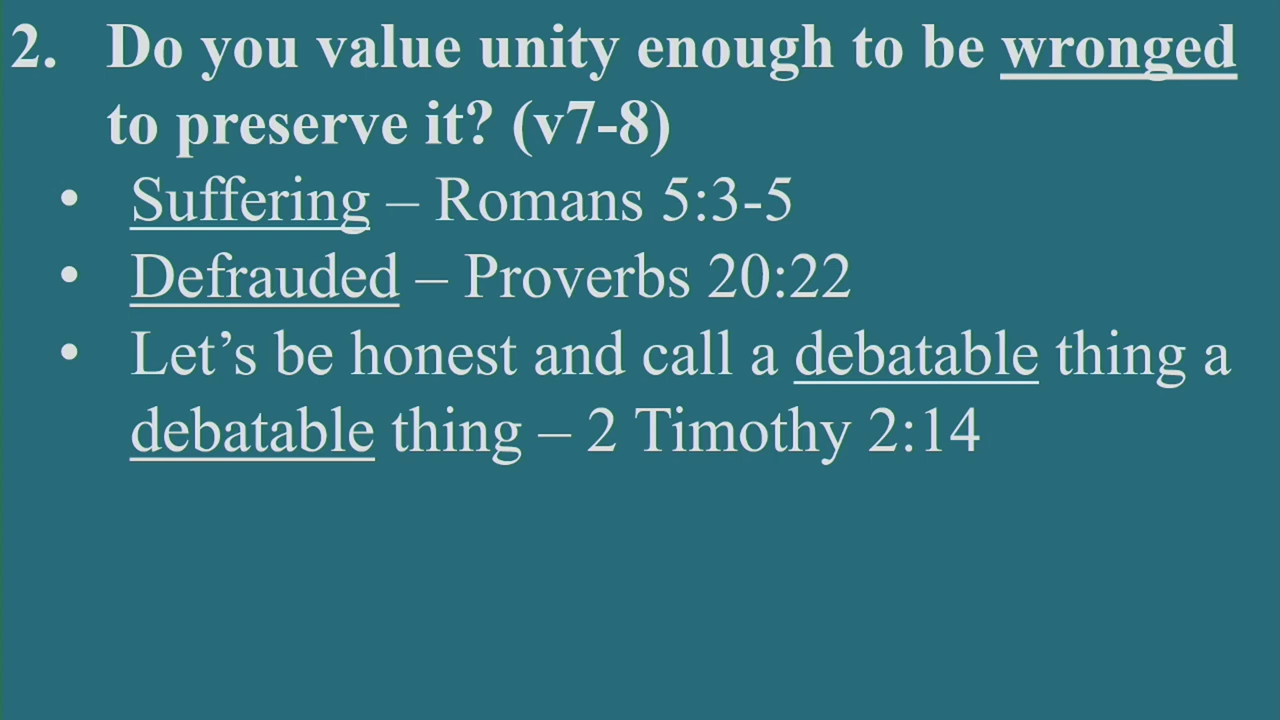 2. Do you value unity enough to be wronged
to preserve it? (v7-8)
• Suffering – Romans 5:3-5
• Defrauded – Proverbs 20:22
• Let’s be honest and call a debatable thing a
debatable thing – 2 Timothy 2:14